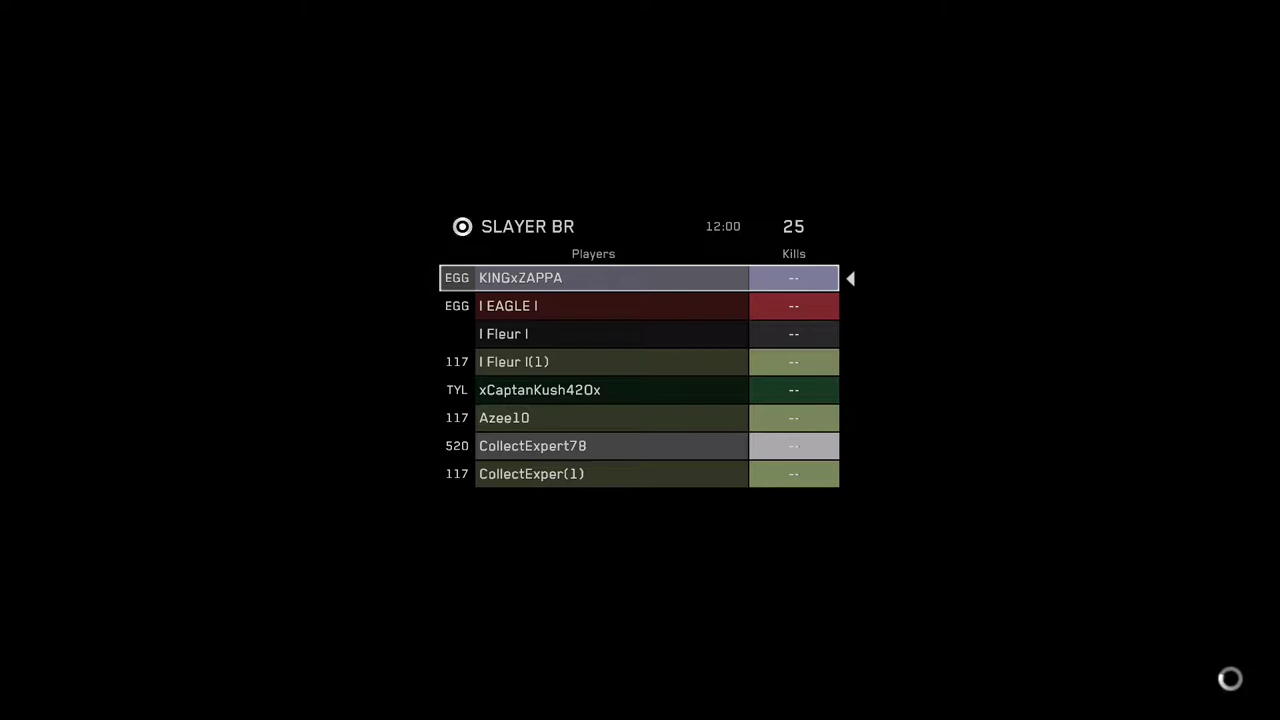 SLAYER BR 12:00 25
Players Kills
EGG KINGxZAPPA --
EGG I EAGLE I --
I Fleur I --
117 I Fleur I(1) --
TYL xCaptanKush420x --
117 Azee10 --
520 CollectExpert78 --
117 CollectExper(1) --